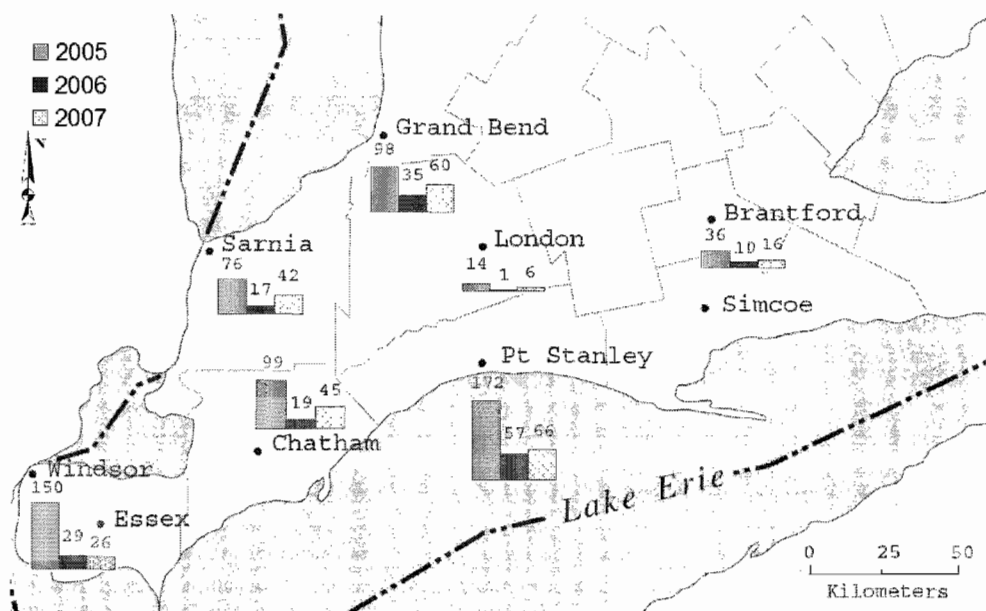 2005
2006
2007
N
Grand Bend
98
35
60
Sarnia
76
17
42
London
14
1
6
Brantford
36
10
16
Simcoe
Pt Stanley
172
57
66
99
19
45
Chatham
Windsor
150
29
26
Essex
Lake Erie
0 25 50
Kilometers